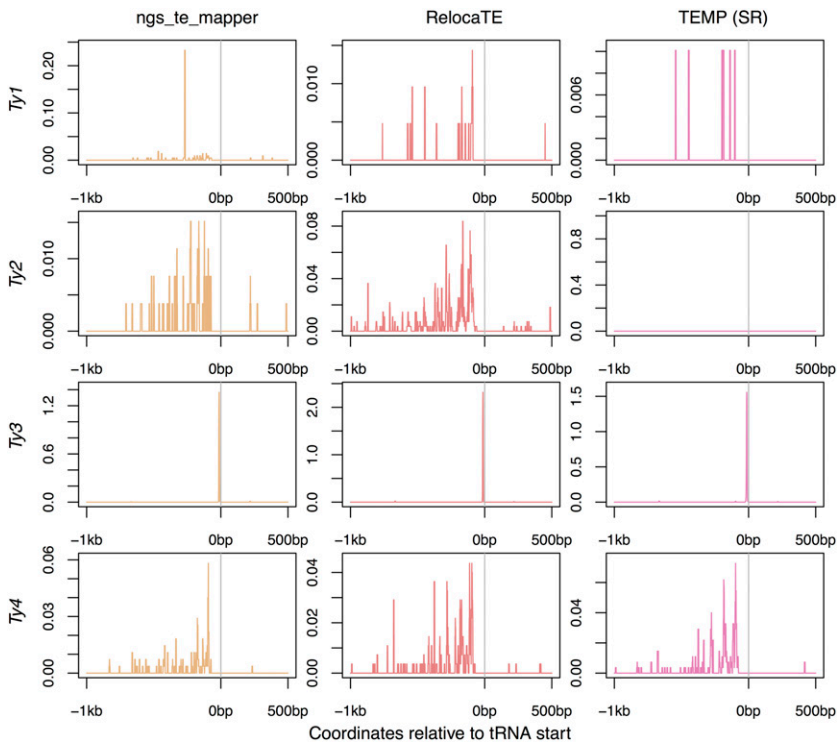 ngs_te_mapper RelocaTE TEMP (SR)
Ty1
0.00 0.10 0.20
0.000 0.010
0.000 0.006
−1kb 0bp 500bp −1kb 0bp 500bp −1kb 0bp 500bp
Ty2
0.000 0.010
0.00 0.04 0.08
0.0 0.2 0.4 0.6 0.8 1.0
−1kb 0bp 500bp −1kb 0bp 500bp −1kb 0bp 500bp
Ty3
0.0 0.6 1.2
0.0 1.0 2.0
0.0 0.5 1.0 1.5
−1kb 0bp 500bp −1kb 0bp 500bp −1kb 0bp 500bp
Ty4
0.00 0.03 0.06
0.00 0.02 0.04
0.00 0.04
−1kb 0bp 500bp −1kb 0bp 500bp −1kb 0bp 500bp
Coordinates relative to tRNA start